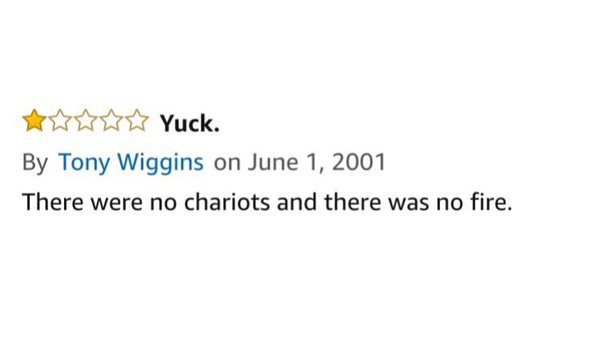 Yuck.
By Tony Wiggins on June 1, 2001
There were no chariots and there was no fire.